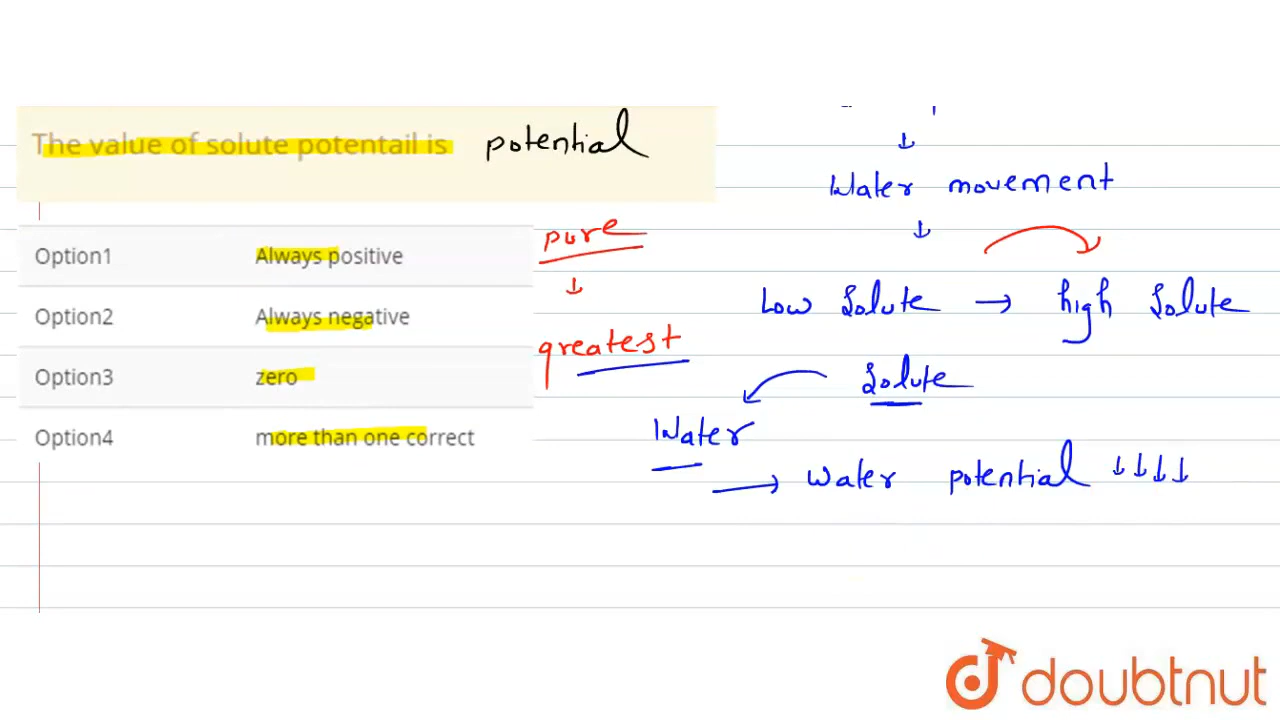 The value of solute potentail is potential
Water movement
Option1 Always positive
pure
Low Solute → high Solute
Option2 Always negative
greatest
Option3 zero
Solute
Option4 more than one correct
Water
→ Water potential ↓↓↓↓
doubtnut